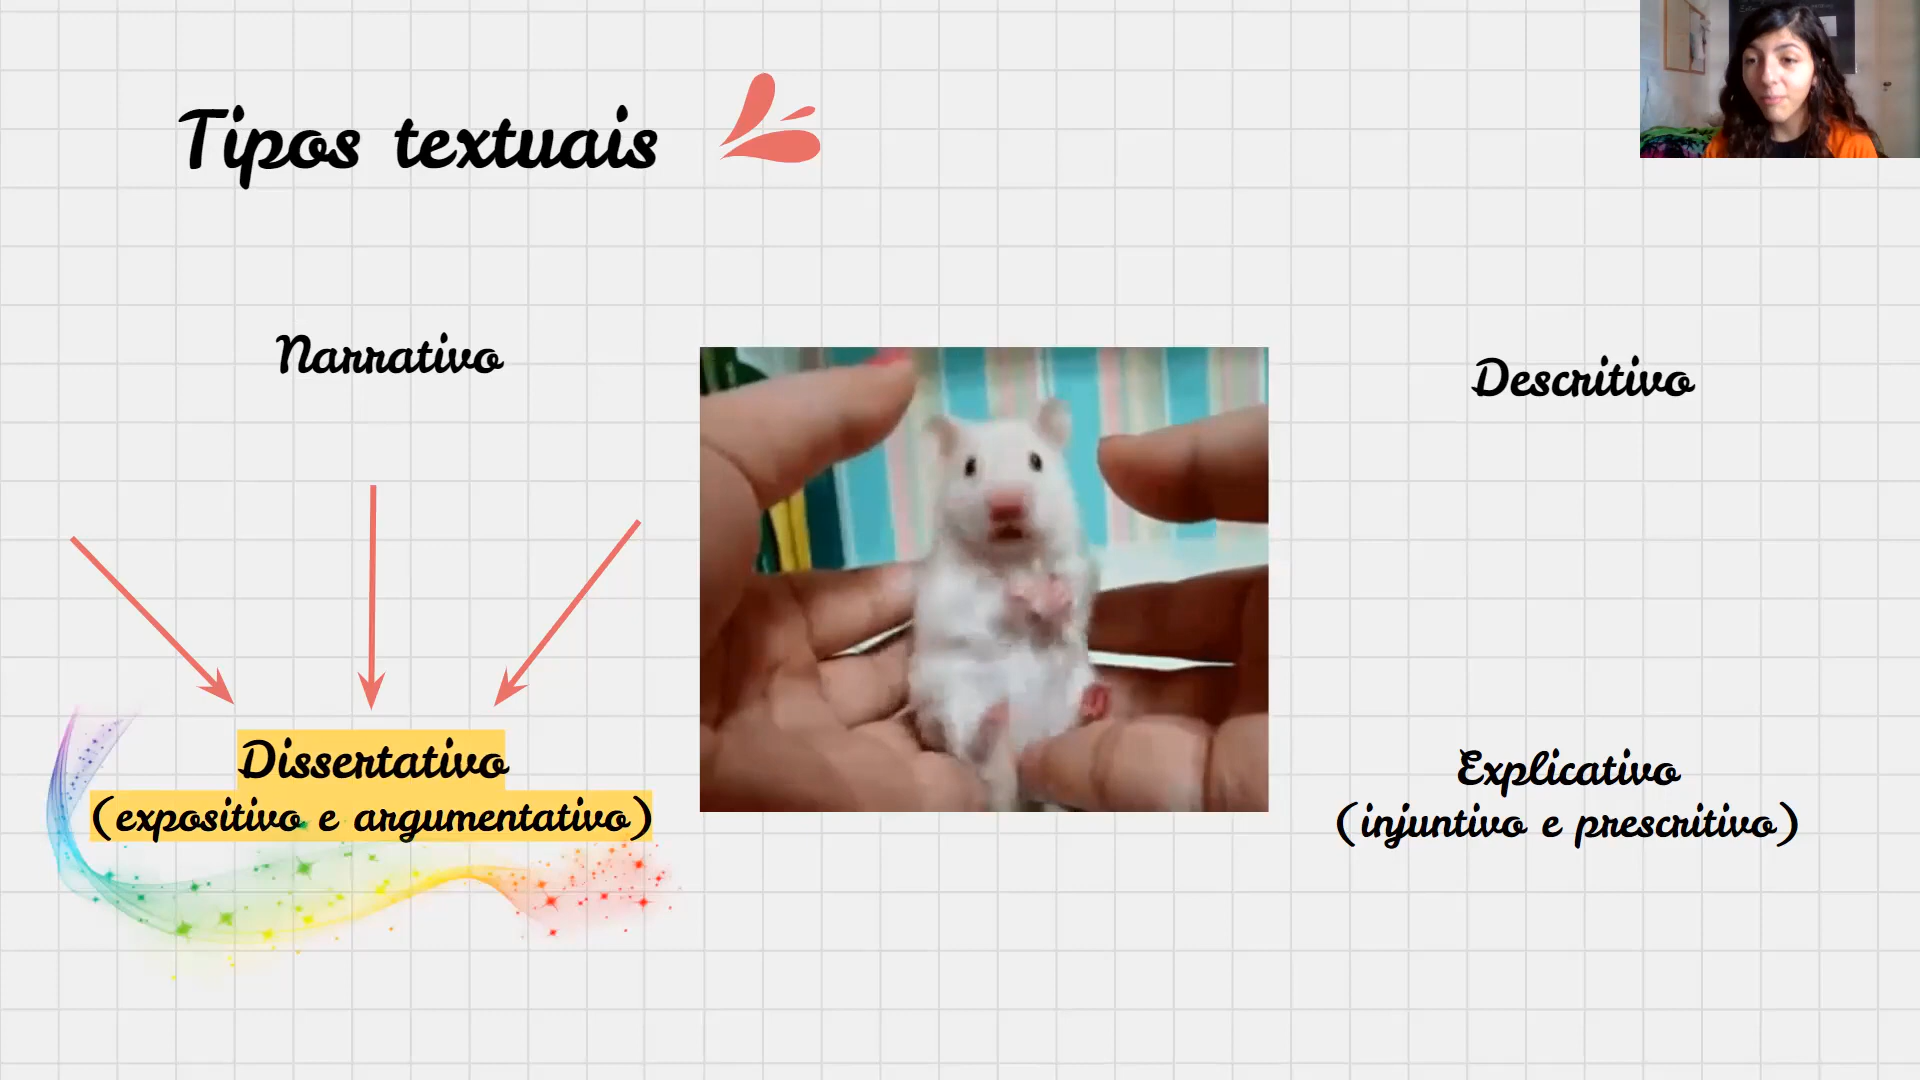 Tipos textuais
Narrativo
Descritivo
Dissertativo
(expositivo e argumentativo)
Explicativo
(injuntivo e prescritivo)